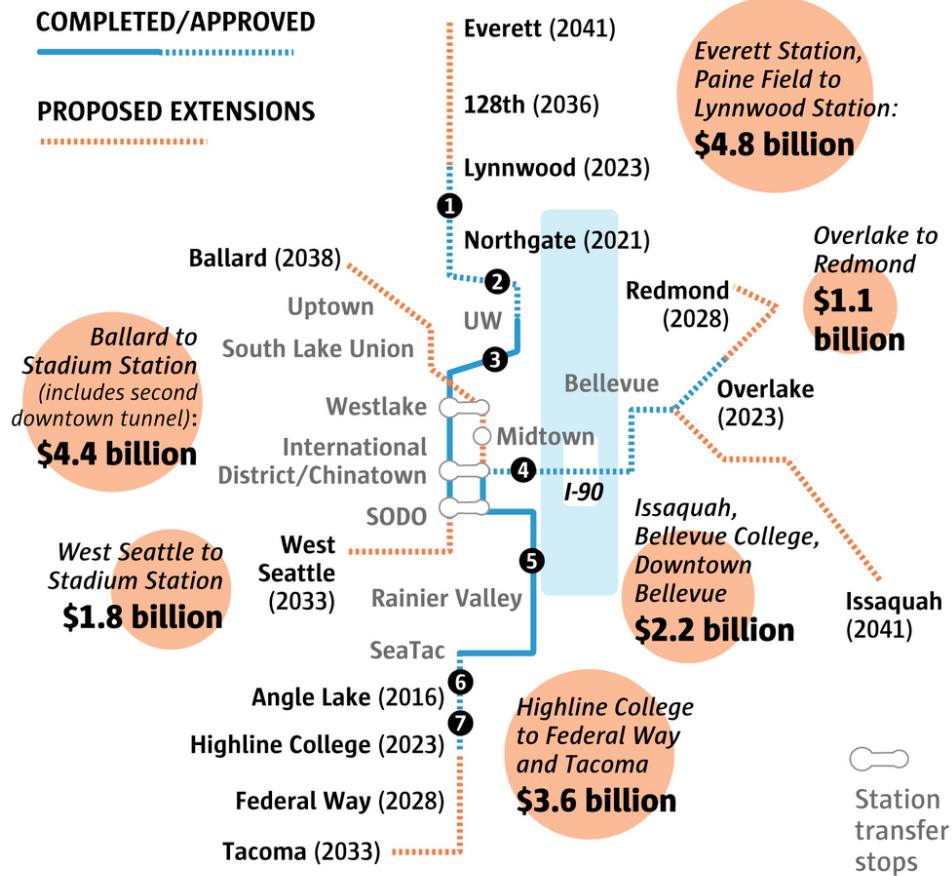 COMPLETED/APPROVED
PROPOSED EXTENSIONS
Everett (2041)
128th (2036)
Lynnwood (2023)
1
Northgate (2021)
2
Everett Station,
Paine Field to
Lynnwood Station:
$4.8 billion
Ballard (2038)
Uptown
South Lake Union
UW
3
Westlake
Midtown
International
District/Chinatown
4
SODO
I-90
Bellevue
Redmond
(2028)
Overlake to
Redmond
$1.1
billion
Overlake
(2023)
Ballard to
Stadium Station
(includes second
downtown tunnel):
$4.4 billion
West Seattle to
Stadium Station
$1.8 billion
West
Seattle
(2033)
5
Rainier Valley
SeaTac
Issaquah,
Bellevue College,
Downtown
Bellevue
$2.2 billion
Issaquah
(2041)
6
Angle Lake (2016)
7
Highline College (2023)
Federal Way (2028)
Tacoma (2033)
Highline College
to Federal Way
and Tacoma
$3.6 billion
Station
transfer
stops